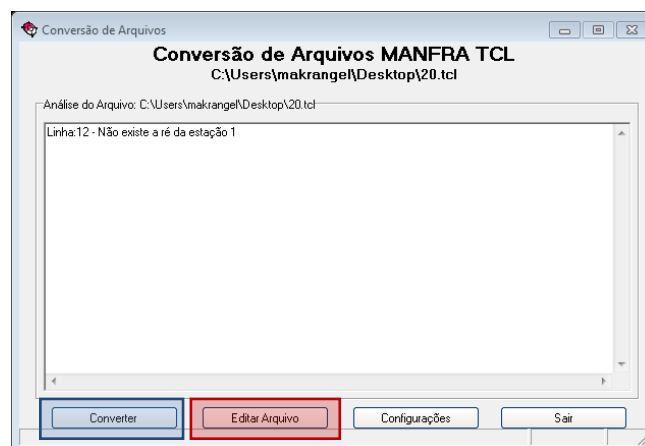 Conversão de Arquivos
Conversão de Arquivos MANFRA TCL
C:\Users\makrangel\Desktop\20.tcl
Análise do Arquivo: C:\Users\makrangel\Desktop\20.tcl
Linha:12 - Não existe a ré da estação 1
Converter Editar Arquivo Configurações Sair